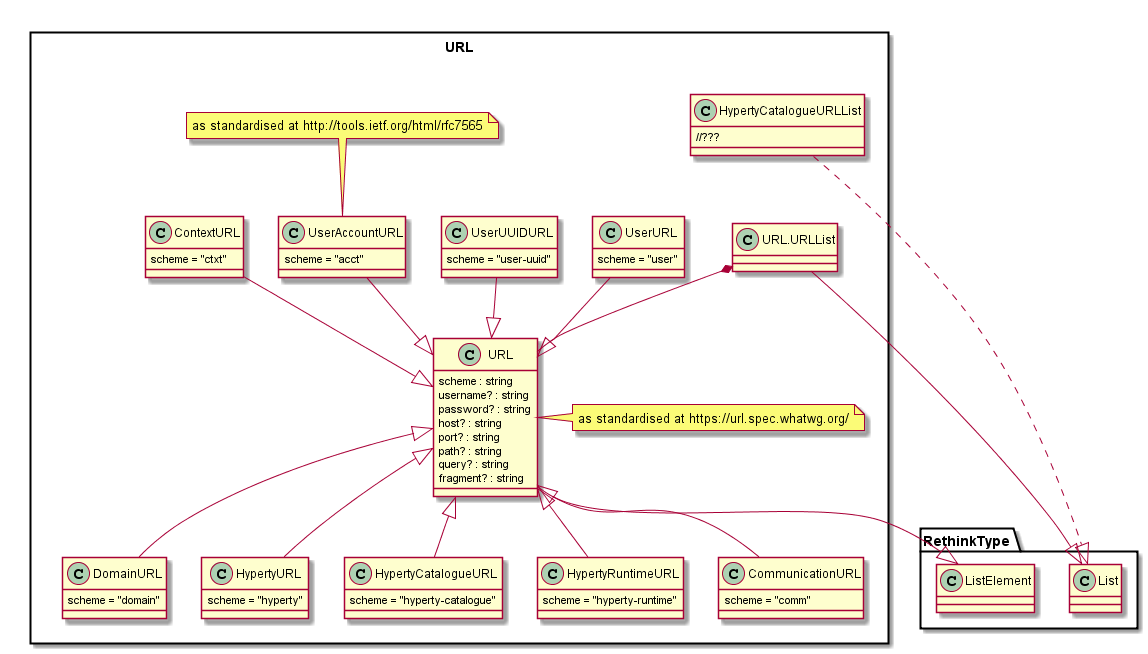 URL
C HypertyCatalogueURLList
//???
as standardised at http://tools.ietf.org/html/rfc7565
C ContextURL
scheme = "ctxt"
C UserAccountURL
scheme = "acct"
C UserUUIDURL
scheme = "user-uuid"
C UserURL
scheme = "user"
C URL.URLList
C URL
scheme : string
username? : string
password? : string
host? : string
port? : string
path? : string
query? : string
fragment? : string
as standardised at https://url.spec.whatwg.org/
C DomainURL
scheme = "domain"
C HypertyURL
scheme = "hyperty"
C HypertyCatalogueURL
scheme = "hyperty-catalogue"
C HypertyRuntimeURL
scheme = "hyperty-runtime"
C CommunicationURL
scheme = "comm"
RethinkType
C ListElement
C List